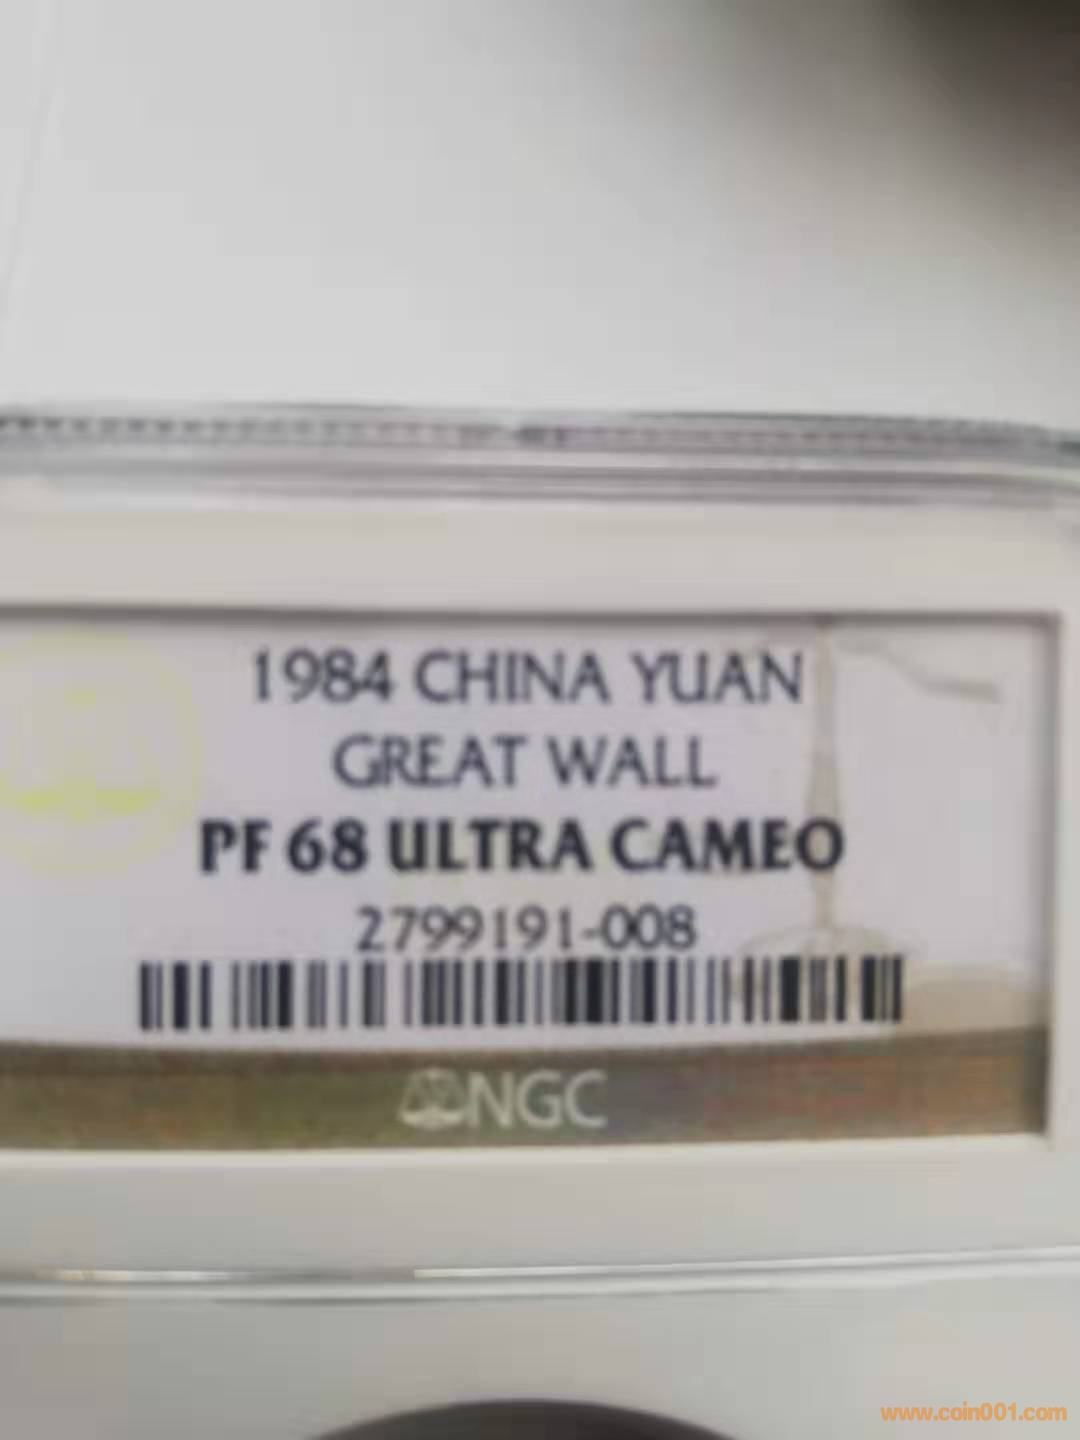 1984 CHINA YUAN
GREAT WALL
PF 68 ULTRA CAMEO
2799191-008
NGC
www.coin001.com